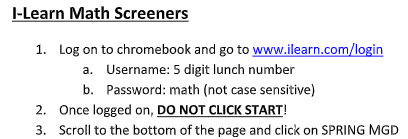 I-Learn Math Screeners
1. Log on to chromebook and go to www.ilearn.com/login
a. Username: 5 digit lunch number
b. Password: math (not case sensitive)
2. Once logged on, DO NOT CLICK START!
3. Scroll to the bottom of the page and click on SPRING MGD